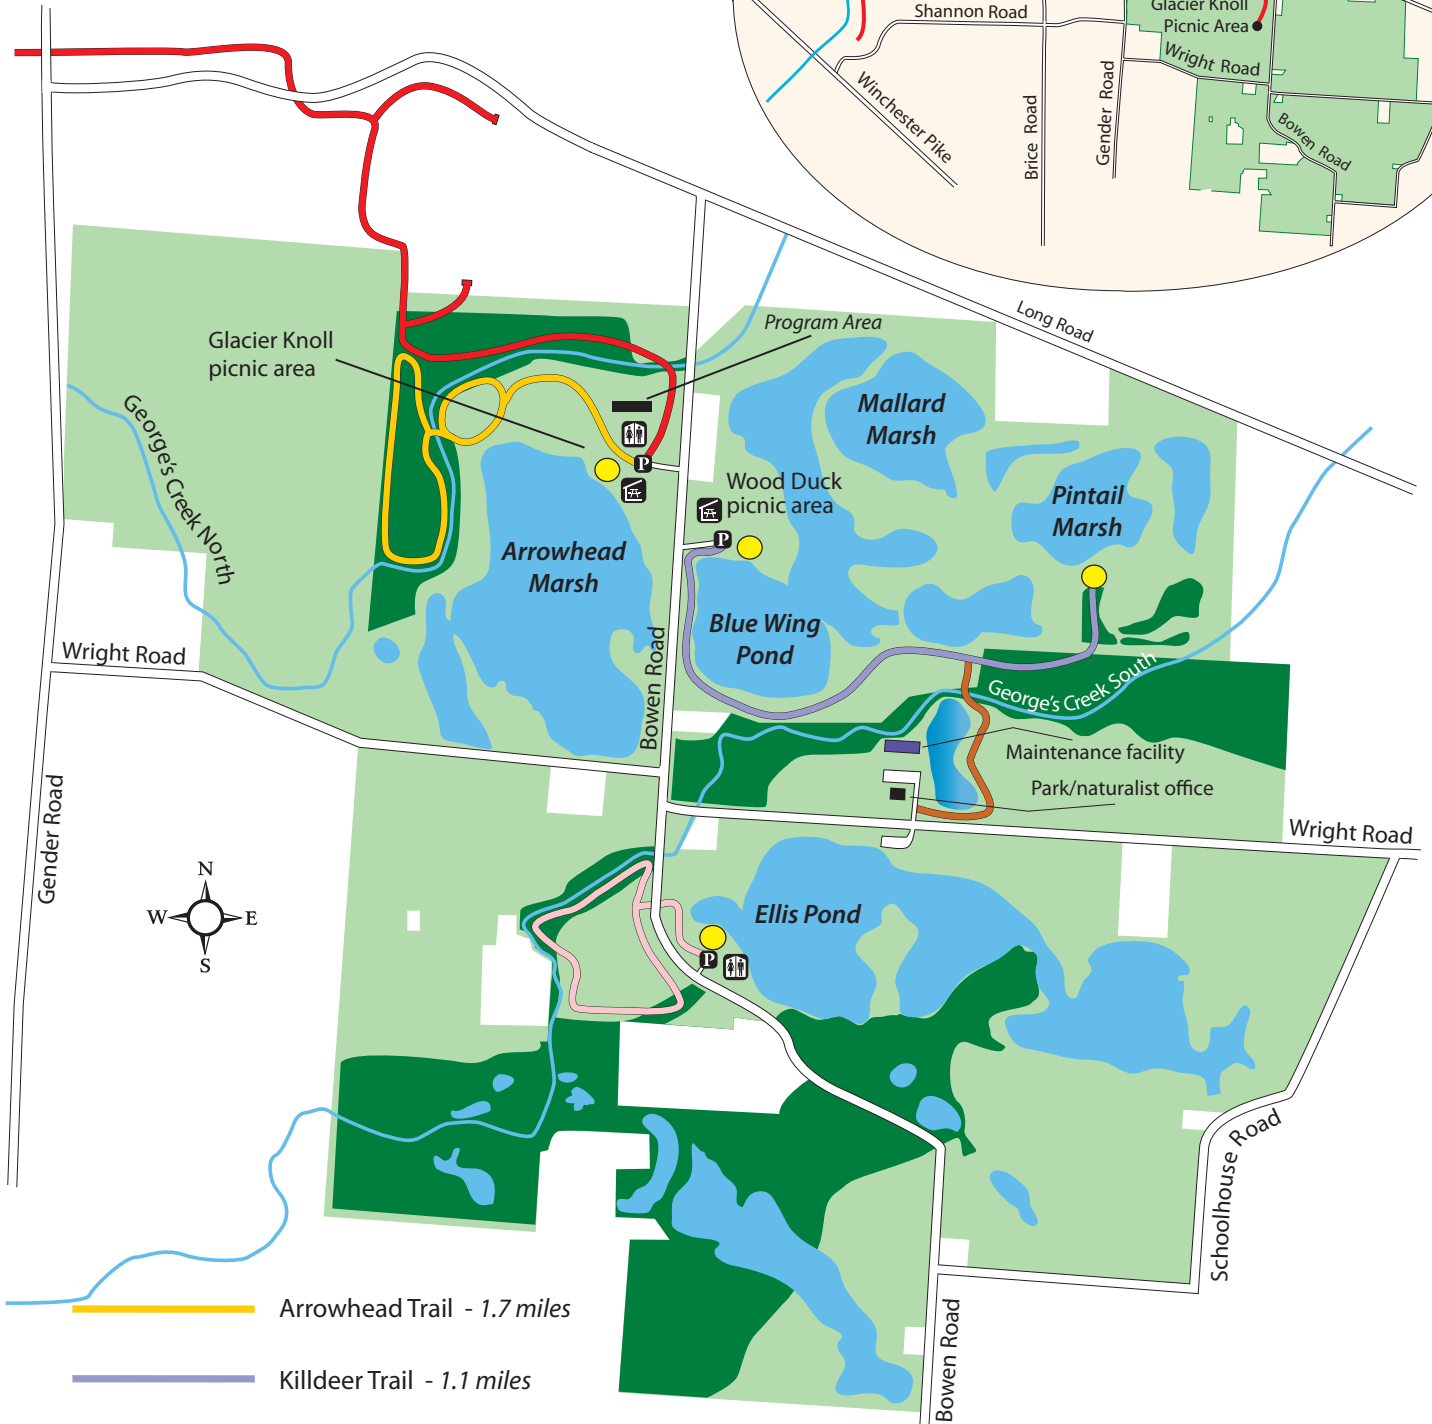 Shannon Road
Glacier Knoll
Picnic Area
Wright Road
Winchester Pike
Brice Road
Gender Road
Bowen Road
Long Road
Program Area
Glacier Knoll
picnic area
Mallard
Marsh
George's Creek North
P
Wood Duck
picnic area
Pintail
Marsh
P
Arrowhead
Marsh
Blue Wing
Pond
Wright Road
Bowen Road
George's Creek South
Maintenance facility
Park/naturalist office
Gender Road
Wright Road
N
W
E
S
Ellis Pond
P
Schoolhouse Road
Arrowhead Trail - 1.7 miles
Bowen Road
Killdeer Trail - 1.1 miles